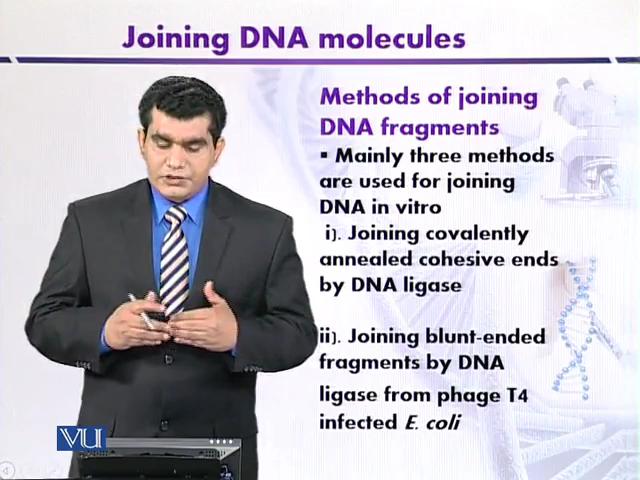 Joining DNA molecules
Methods of joining
DNA fragments
▪ Mainly three methods
are used for joining
DNA in vitro
i). Joining covalently
annealed cohesive ends
by DNA ligase
ii). Joining blunt-ended
fragments by DNA
ligase from phage T4
infected E. coli
VU